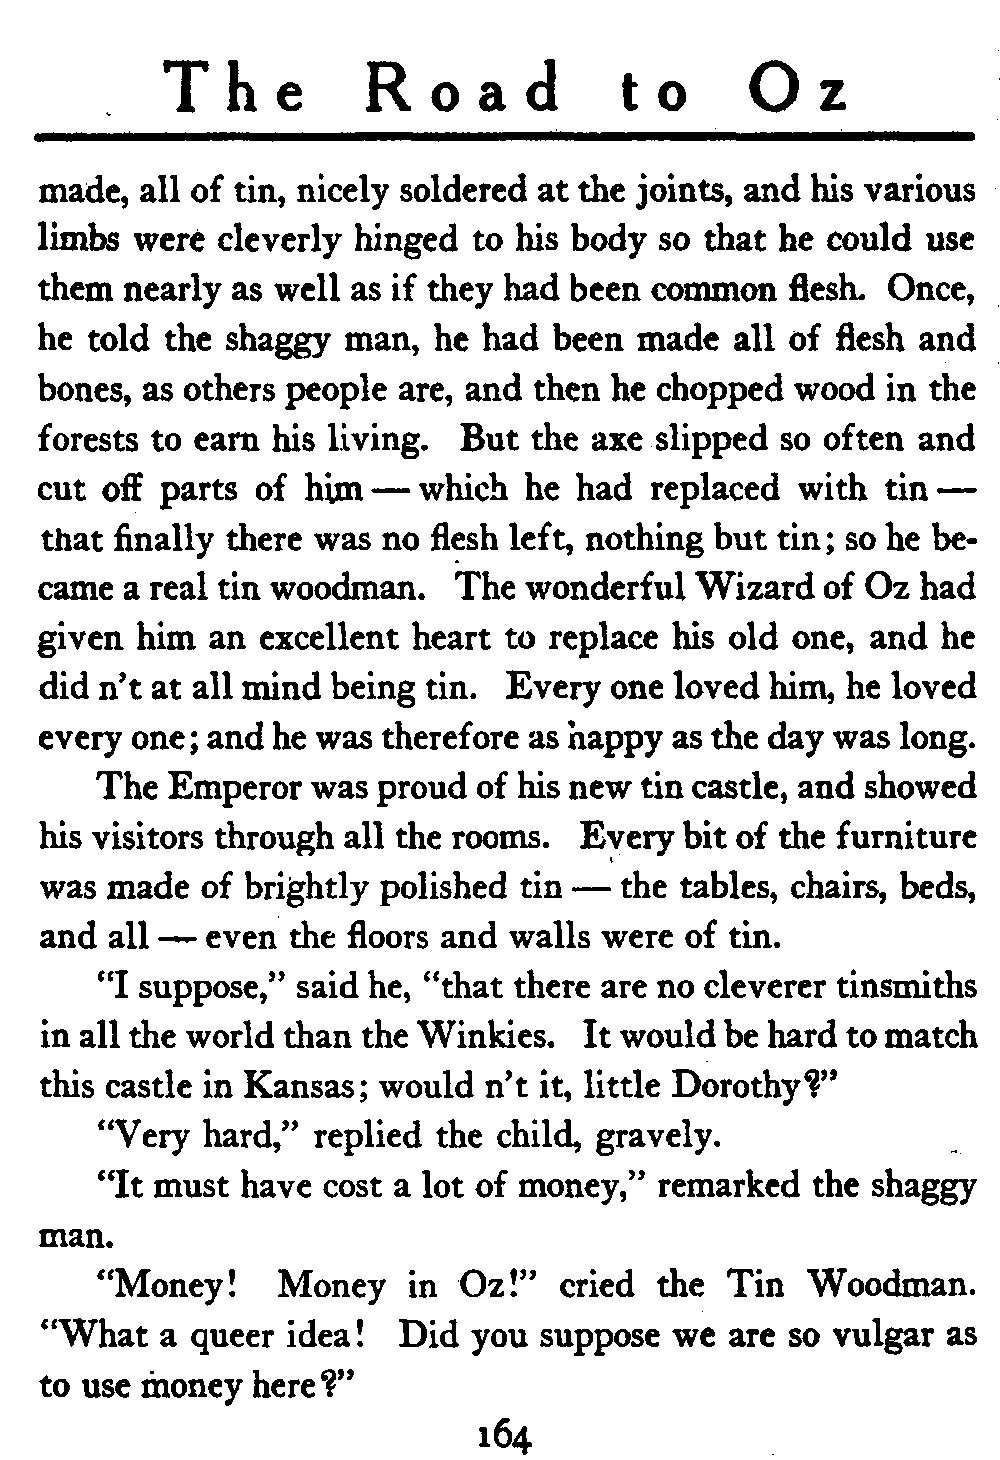 The Road to Oz
made, all of tin, nicely soldered at the joints, and his various
limbs were cleverly hinged to his body so that he could use
them nearly as well as if they had been common flesh. Once,
he told the shaggy man, he had been made all of flesh and
bones, as others people are, and then he chopped wood in the
forests to earn his living. But the axe slipped so often and
cut off parts of him — which he had replaced with tin —
that finally there was no flesh left, nothing but tin; so he be-
came a real tin woodman. The wonderful Wizard of Oz had
given him an excellent heart to replace his old one, and he
did n't at all mind being tin. Every one loved him, he loved
every one; and he was therefore as happy as the day was long.
The Emperor was proud of his new tin castle, and showed
his visitors through all the rooms. Every bit of the furniture
was made of brightly polished tin — the tables, chairs, beds,
and all — even the floors and walls were of tin.
"I suppose," said he, "that there are no cleverer tinsmiths
in all the world than the Winkies. It would be hard to match
this castle in Kansas; would n't it, little Dorothy?"
"Very hard," replied the child, gravely.
"It must have cost a lot of money," remarked the shaggy
man.
"Money! Money in Oz!" cried the Tin Woodman.
"What a queer idea! Did you suppose we are so vulgar as
to use money here?"
164